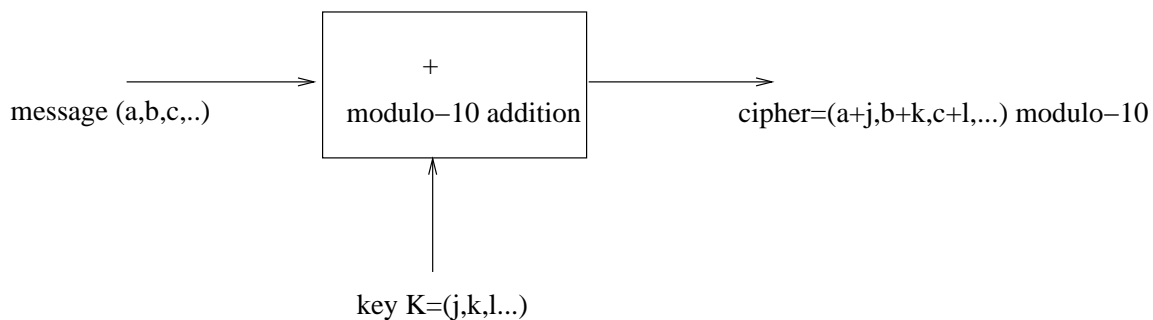 +
message (a,b,c,..)
modulo−10 addition
cipher=(a+j,b+k,c+l,...) modulo−10
key K=(j,k,l...)